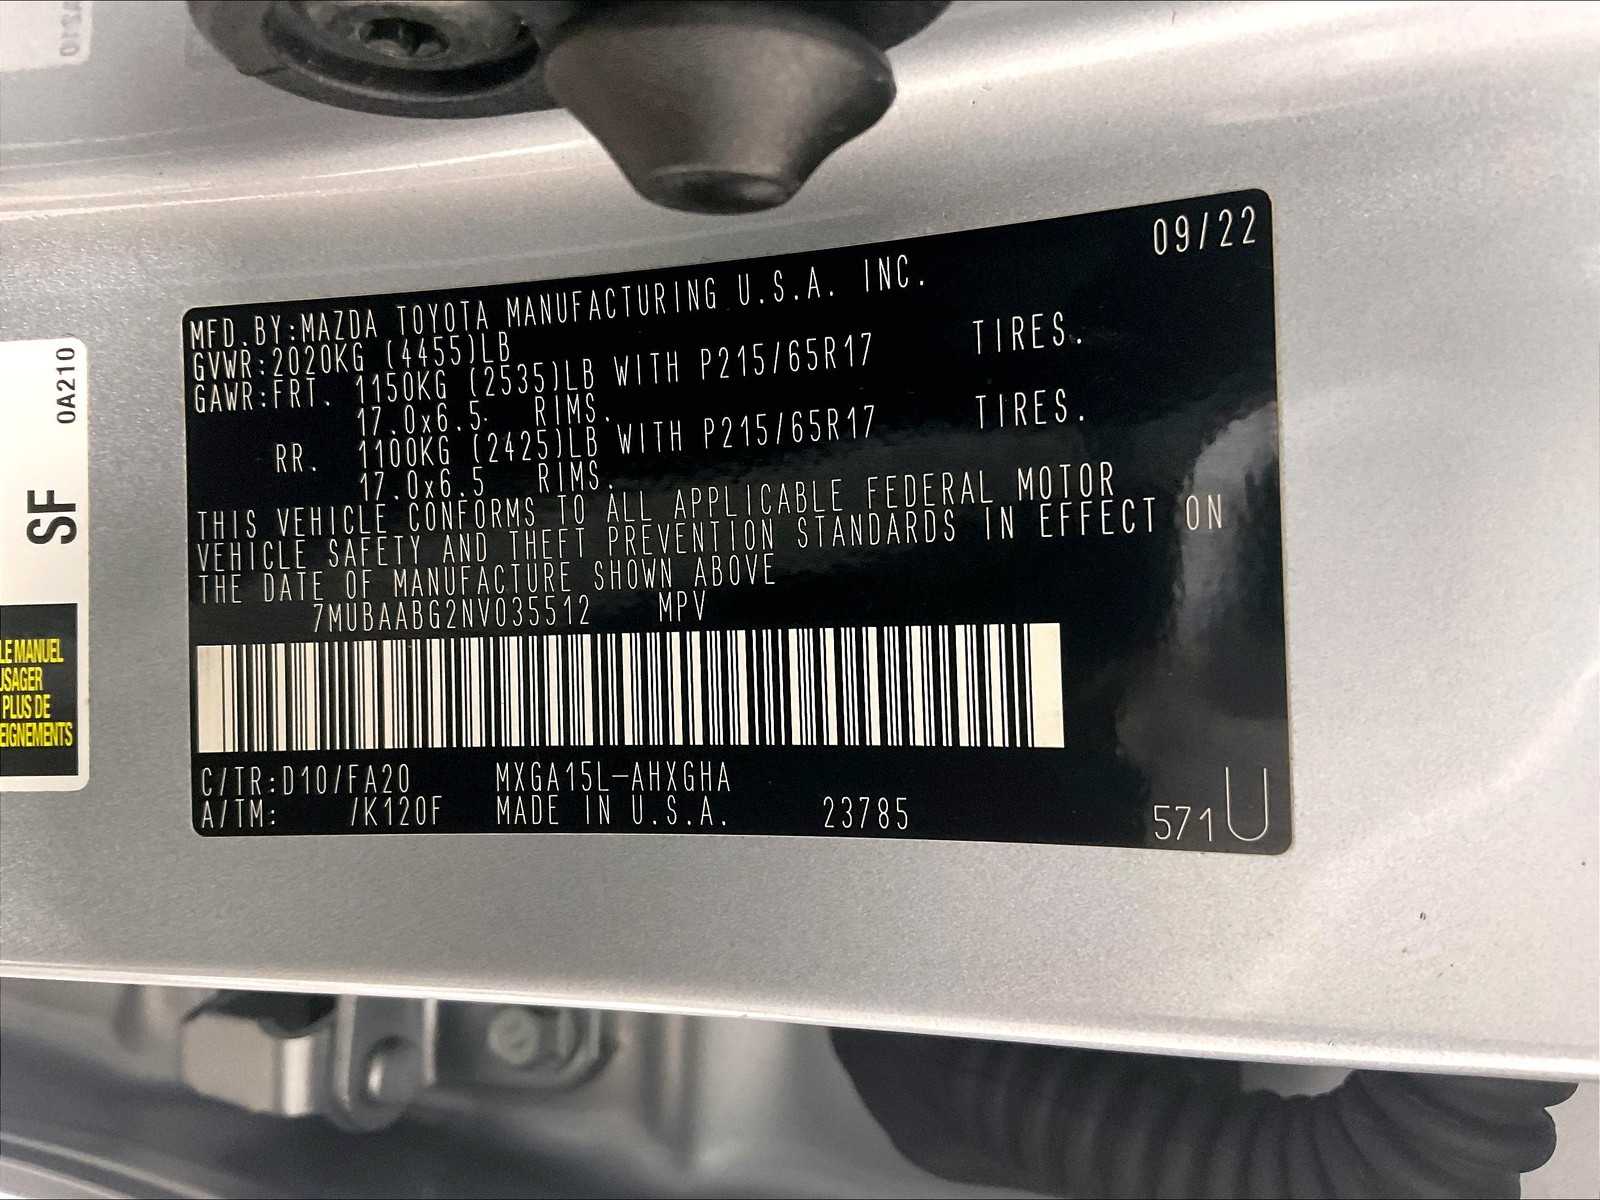 09/22
MFD.BY:MAZDA TOYOTA MANUFACTURING U.S.A. INC.
GVWR:2020KG (4455)LB
GAWR:FRT. 1150KG (2535)LB WITH P215/65R17 TIRES.
17.0x6.5 RIMS.
RR. 1100KG (2425)LB WITH P215/65R17 TIRES.
17.0x6.5 RIMS.
THIS VEHICLE CONFORMS TO ALL APPLICABLE FEDERAL MOTOR
VEHICLE SAFETY AND THEFT PREVENTION STANDARDS IN EFFECT ON
THE DATE OF MANUFACTURE SHOWN ABOVE
7MUBAABG2NV035512 MPV
C/TR:D10/FA20 MXGA15L-AHXGHA
A/TM: /K120F MADE IN U.S.A. 23785
571U
0A210
SF
LE MANUEL
USAGER
PLUS DE
EIGNEMENTS